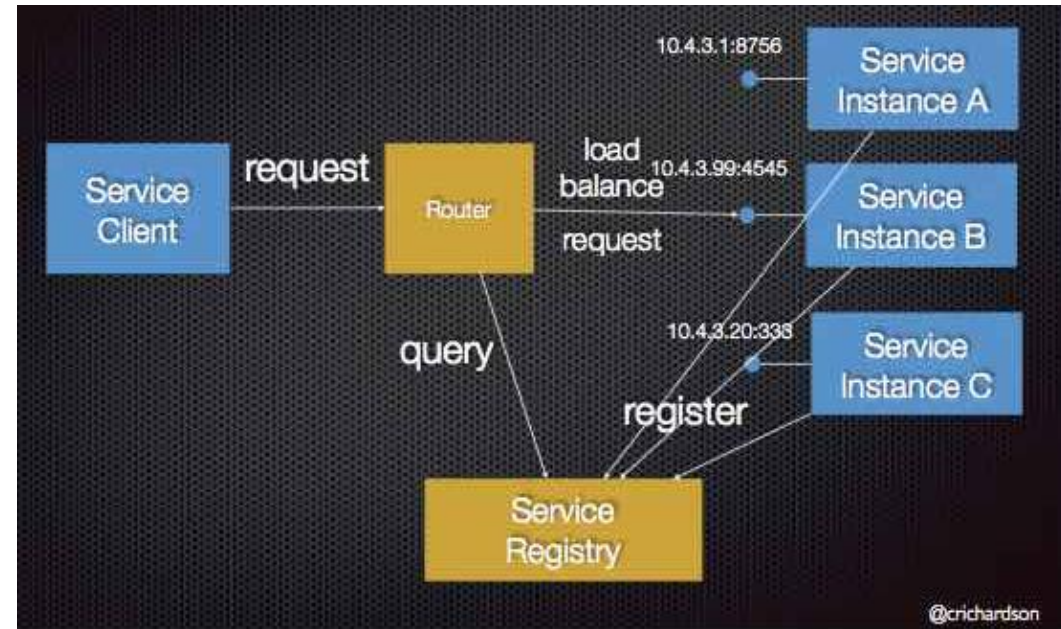 10.4.3.1:8756
Service
Instance A
Service
Client
request
Router
load
balance
request
10.4.3.99:4545
Service
Instance B
10.4.3.20:333
Service
Instance C
query
register
Service
Registry
@crichardson